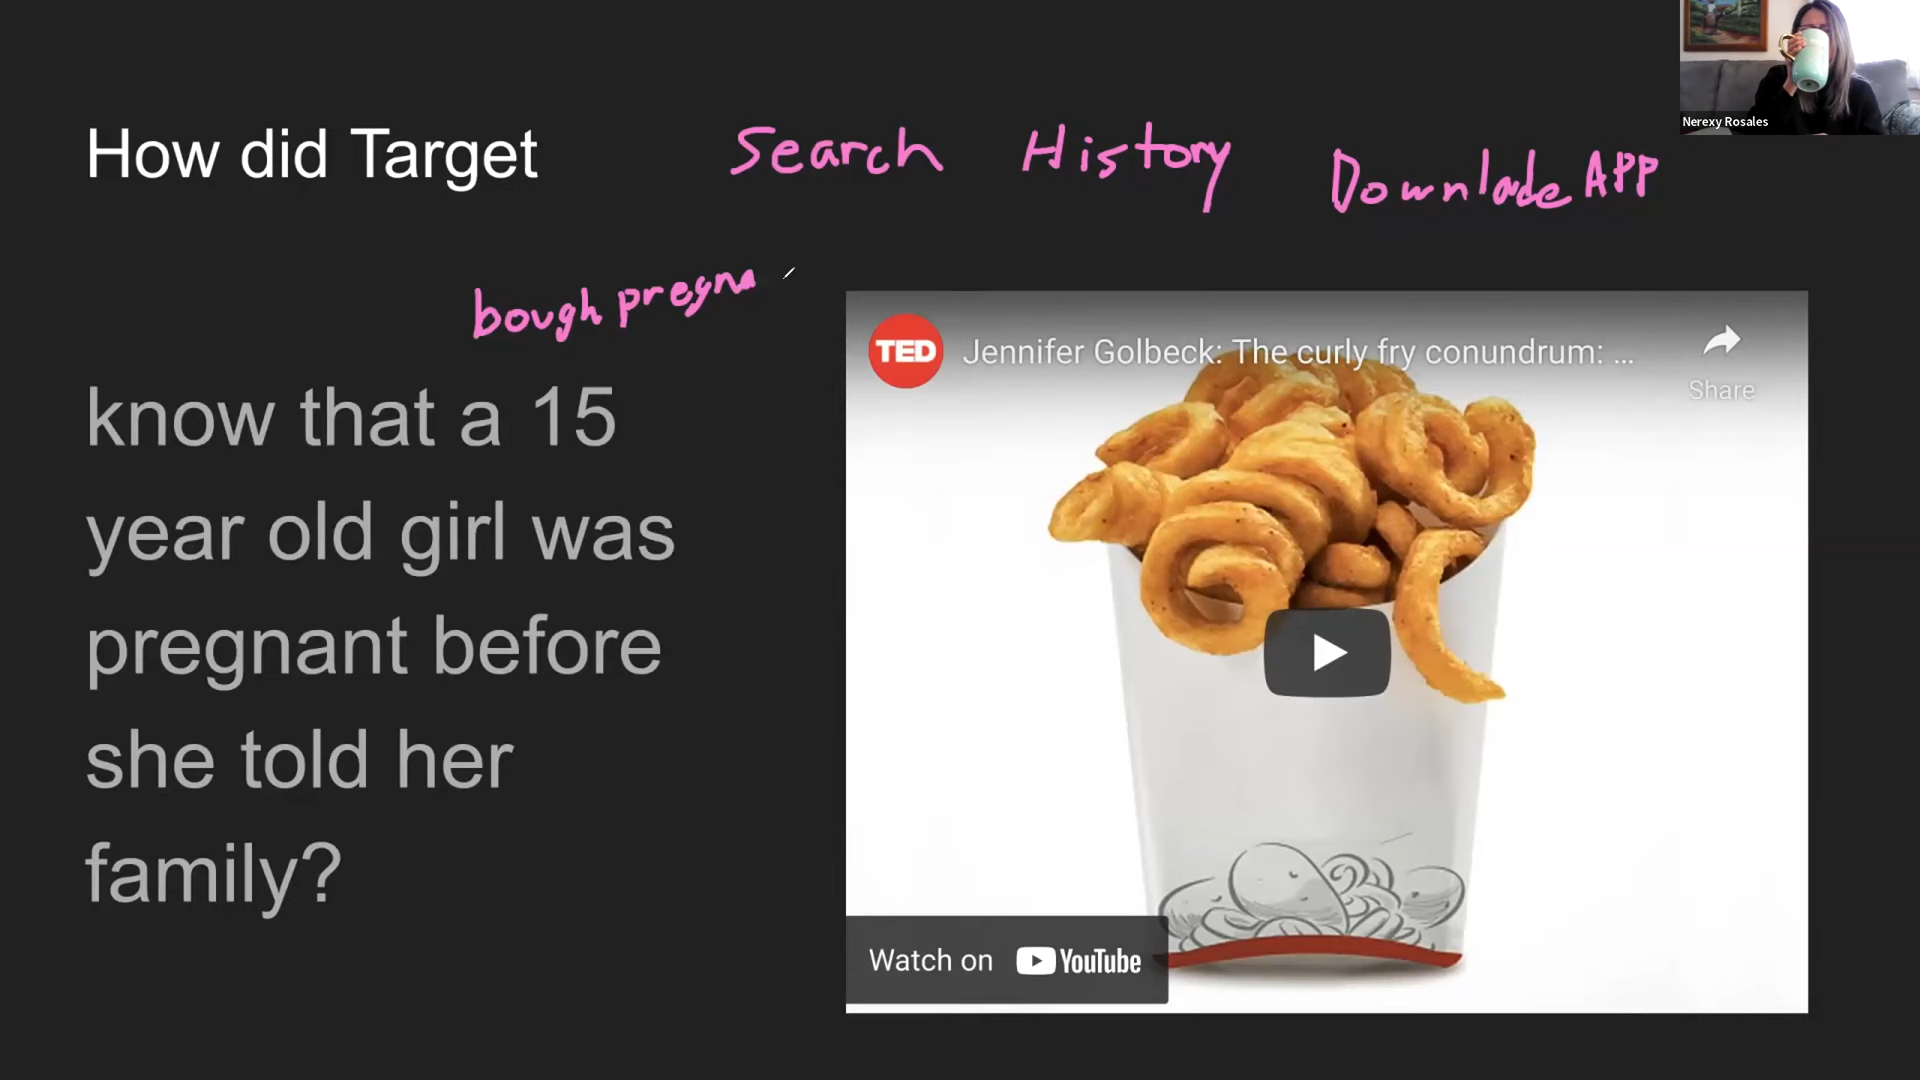 How did Target
Search History Downlade APP
Nerexy Rosales
bough pregna
know that a 15
year old girl was
pregnant before
she told her
family?
TED Jennifer Golbeck: The curly fry conundrum: ...
Share
Watch on YouTube